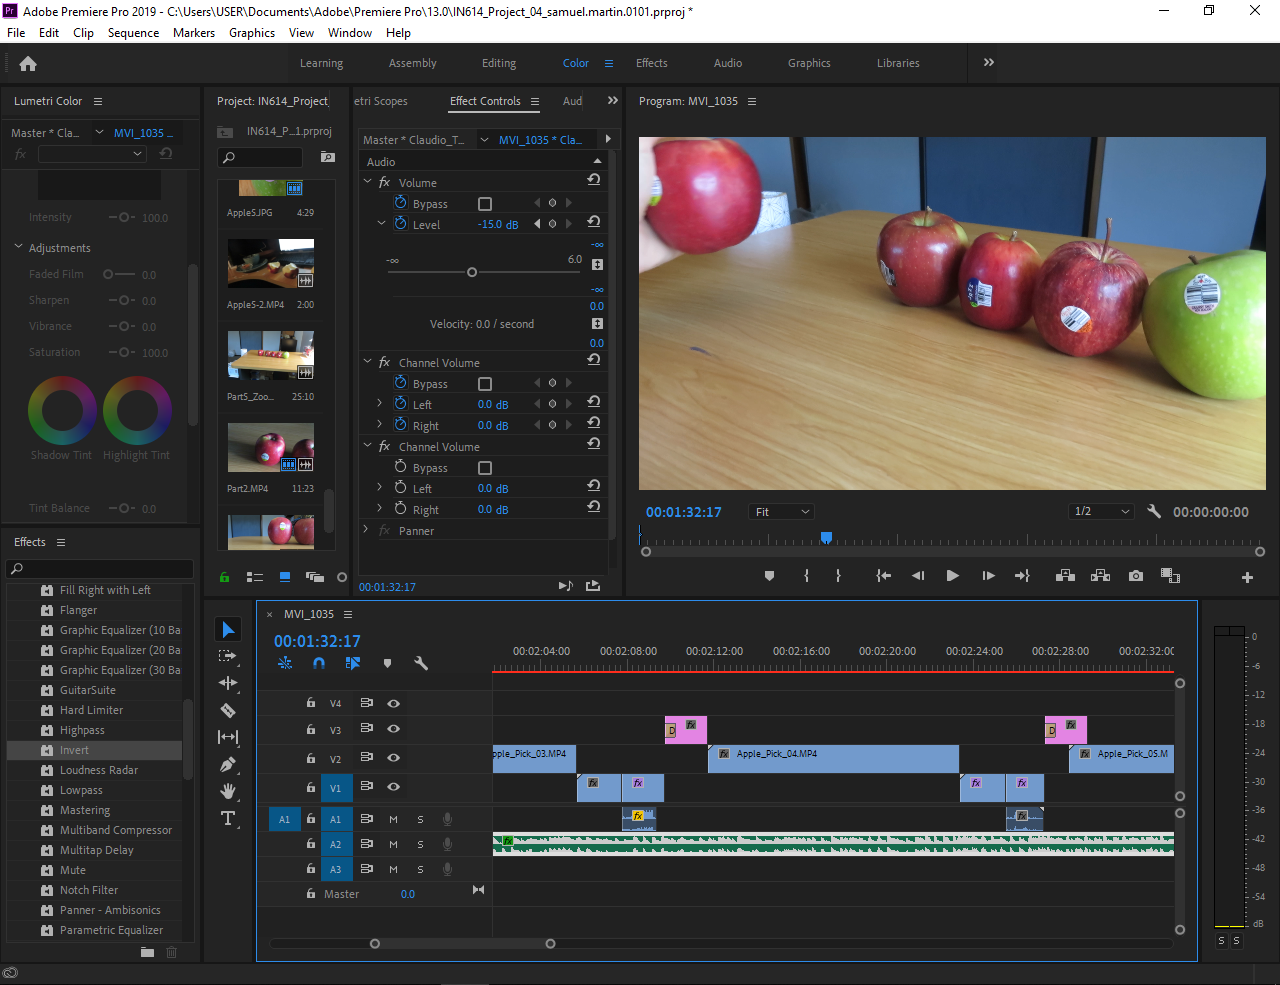 Pr Adobe Premiere Pro 2019 - C:\Users\USER\Documents\Adobe\Premiere Pro\13.0\IN614_Project_04_samuel.martin.0101.prproj *
File Edit Clip Sequence Markers Graphics View Window Help
Learning Assembly Editing Color Effects Audio Graphics Libraries
Lumetri Color
Master * Cla...
MVI_1035 ...
fx
Intensity 100.0
Adjustments
Faded Film 0.0
Sharpen 0.0
Vibrance 0.0
Saturation 100.0
Shadow Tint Highlight Tint
Tint Balance 0.0
Project: IN614_Project_
IN614_P...1.prproj
Apple5.JPG 4:29
Apple5-2.MP4 2:00
Part5_Zoo... 25:10
Part2.MP4 11:23
etri Scopes Effect Controls Aud
Master * Claudio_T... MVI_1035 * Cla...
Audio
fx Volume
Bypass
Level -15.0 dB
-∞
-∞ 6.0
-∞
0.0
Velocity: 0.0 / second
0.0
fx Channel Volume
Bypass
Left 0.0 dB
Right 0.0 dB
fx Channel Volume
Bypass
Left 0.0 dB
Right 0.0 dB
fx Panner
00:01:32:17
Program: MVI_1035
00:01:32:17 Fit 1/2 00:00:00:00
Effects
Fill Right with Left
Flanger
Graphic Equalizer (10 Ba
Graphic Equalizer (20 Ba
Graphic Equalizer (30 Ba
GuitarSuite
Hard Limiter
Highpass
Invert
Loudness Radar
Lowpass
Mastering
Multiband Compressor
Multitap Delay
Mute
Notch Filter
Panner - Ambisonics
Parametric Equalizer
× MVI_1035
00:01:32:17
00:02:04:00 00:02:08:00 00:02:12:00 00:02:16:00 00:02:20:00 00:02:24:00 00:02:28:00 00:02:32:00
V4
V3 D fx D fx
V2 pple_Pick_03.MP4 fx Apple_Pick_04.MP4 fx Apple_Pick_05.M
V1 fx fx fx fx
A1 A1 M S fx fx
A2 M S fx
A3 M S
Master 0.0
T
0
-6
-12
-18
-24
-30
-36
-42
-48
-54
dB
S S